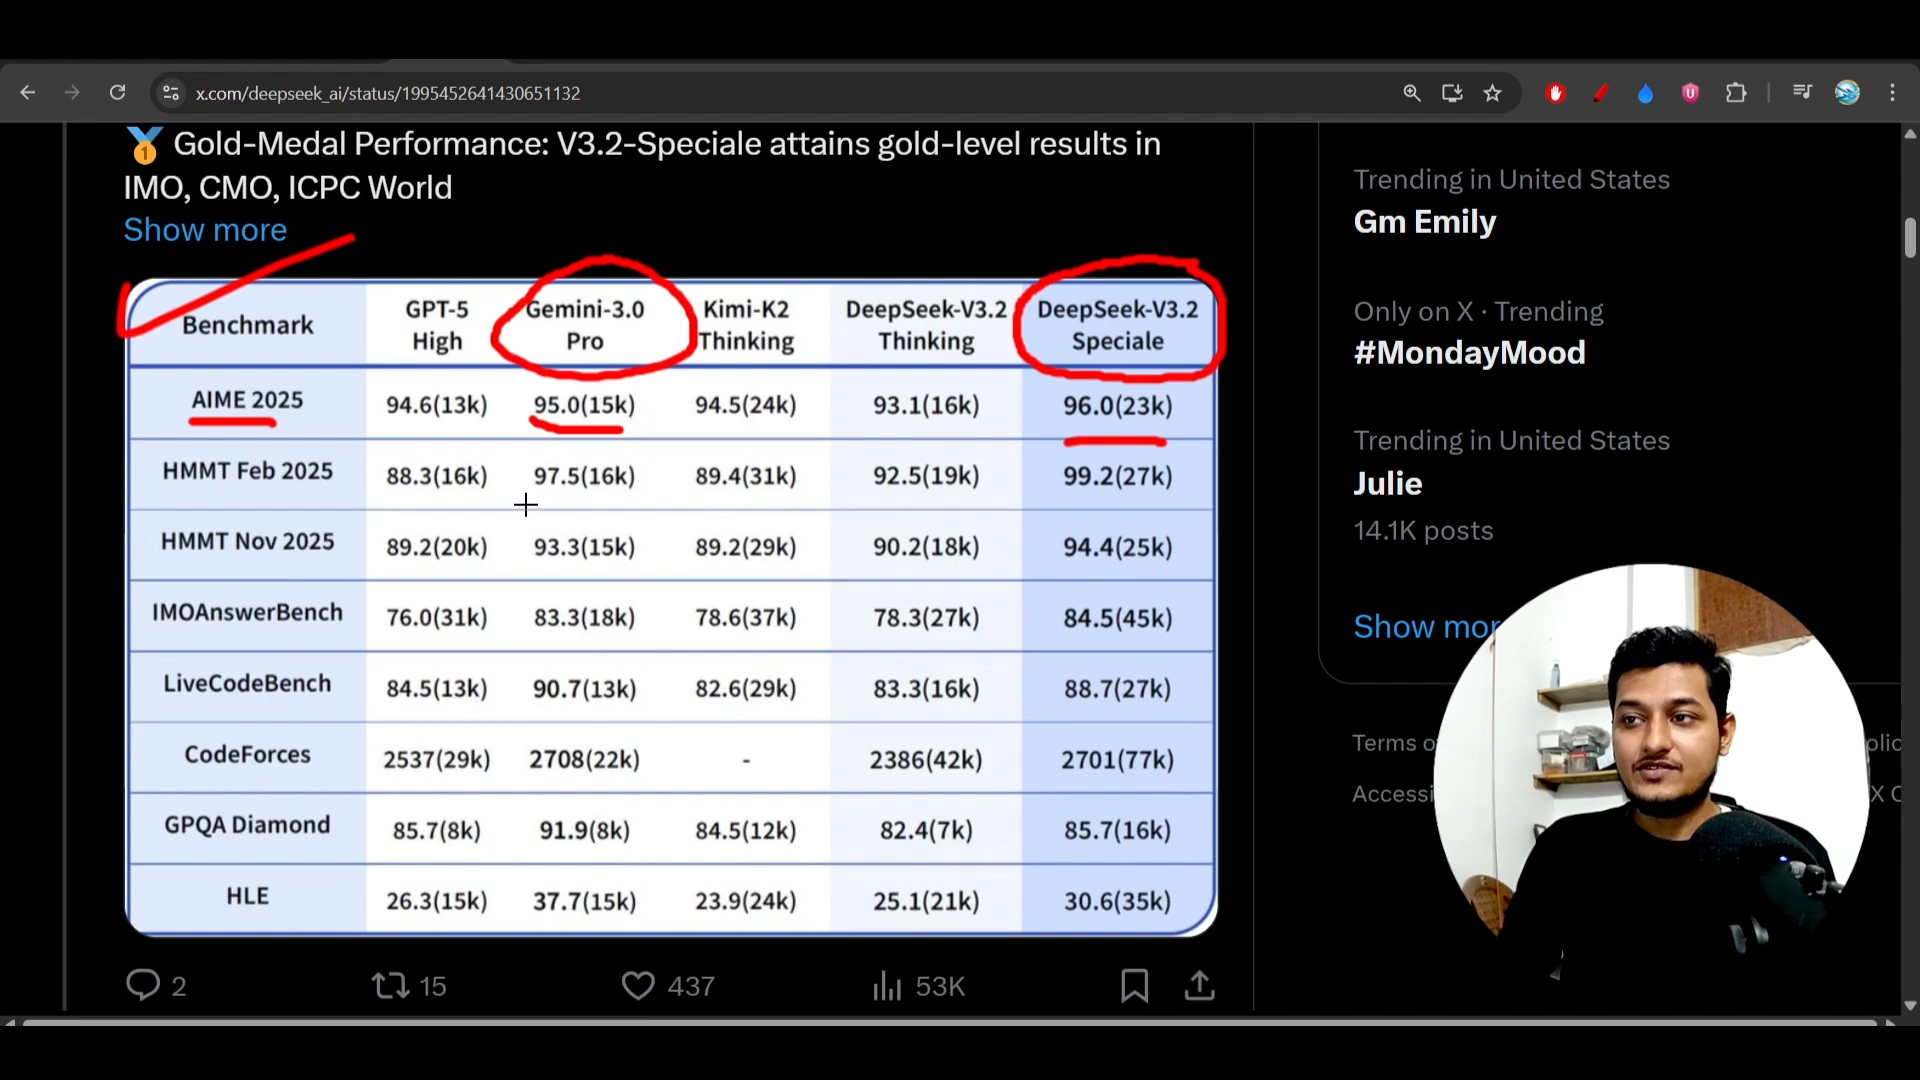 x.com/deepseek_ai/status/1995452641430651132
🥇 Gold-Medal Performance: V3.2-Speciale attains gold-level results in
IMO, CMO, ICPC World
Show more
Benchmark GPT-5 High Gemini-3.0 Pro Kimi-K2 Thinking DeepSeek-V3.2 Thinking DeepSeek-V3.2 Speciale
AIME 2025 94.6(13k) 95.0(15k) 94.5(24k) 93.1(16k) 96.0(23k)
HMMT Feb 2025 88.3(16k) 97.5(16k) 89.4(31k) 92.5(19k) 99.2(27k)
HMMT Nov 2025 89.2(20k) 93.3(15k) 89.2(29k) 90.2(18k) 94.4(25k)
IMOAnswerBench 76.0(31k) 83.3(18k) 78.6(37k) 78.3(27k) 84.5(45k)
LiveCodeBench 84.5(13k) 90.7(13k) 82.6(29k) 83.3(16k) 88.7(27k)
CodeForces 2537(29k) 2708(22k) - 2386(42k) 2701(77k)
GPQA Diamond 85.7(8k) 91.9(8k) 84.5(12k) 82.4(7k) 85.7(16k)
HLE 26.3(15k) 37.7(15k) 23.9(24k) 25.1(21k) 30.6(35k)
2 15 437 53K
Trending in United States
Gm Emily
Only on X · Trending
#MondayMood
Trending in United States
Julie
14.1K posts
Show mor
Terms o
Accessi